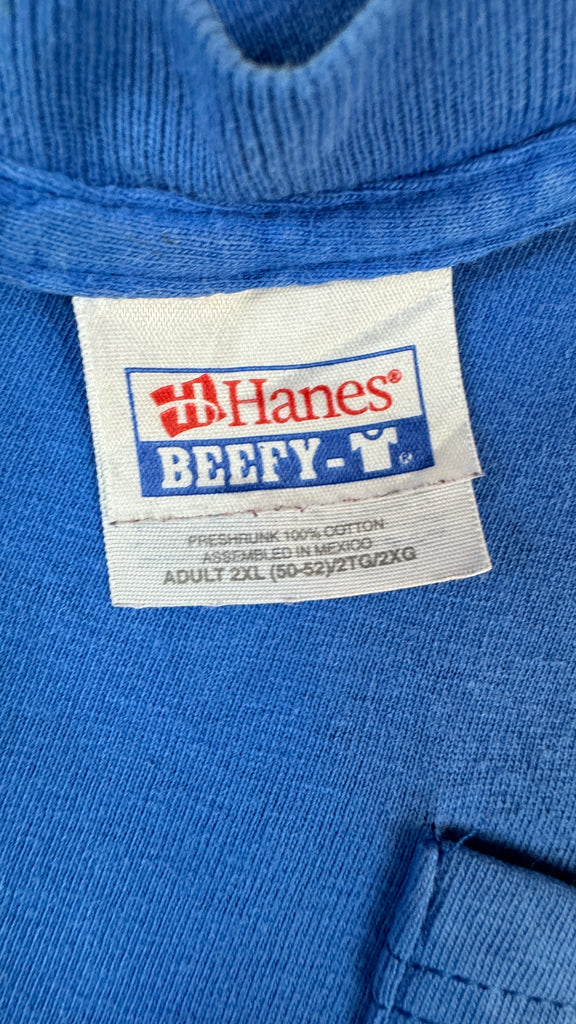 Hanes®
BEEFY-T
PRESHRUNK 100% COTTON
ASSEMBLED IN MEXICO
ADULT 2XL (50-52)/2TG/2XG